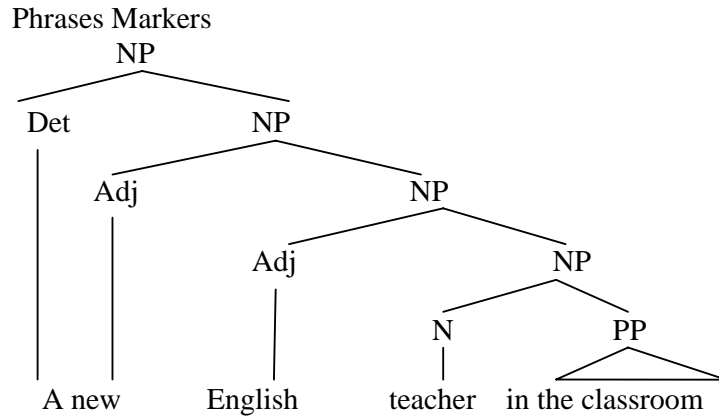 Phrases Markers
NP
Det NP
Adj NP
Adj NP
N PP
A new English teacher in the classroom